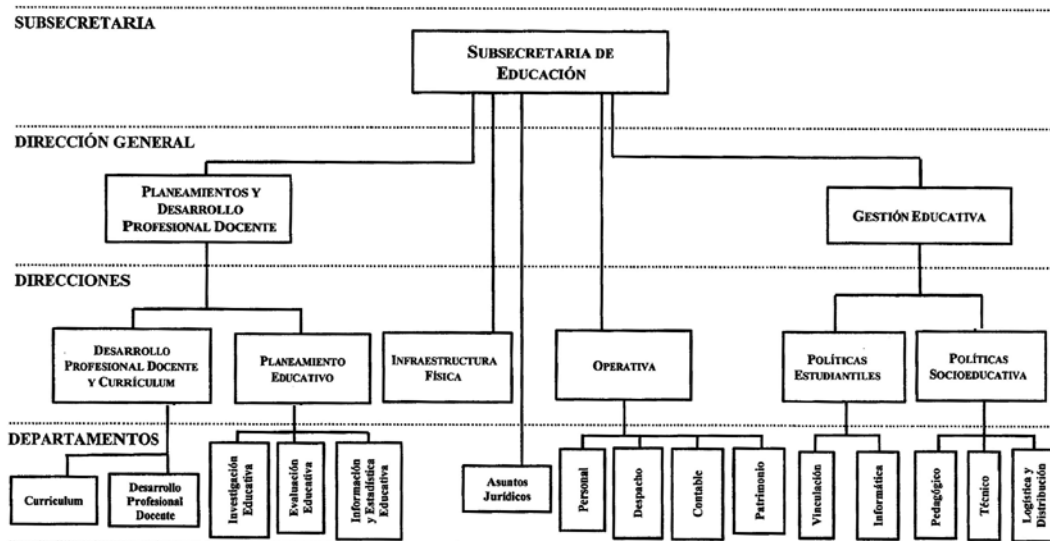 SUBSECRETARIA
SUBSECRETARIA DE
EDUCACIÓN
DIRECCIÓN GENERAL
PLANEAMIENTOS Y
DESARROLLO
PROFESIONAL DOCENTE
GESTIÓN EDUCATIVA
DIRECCIONES
DESARROLLO
PROFESIONAL DOCENTE
Y CURRÍCULUM
PLANEAMIENTO
EDUCATIVO
INFRAESTRUCTURA
FÍSICA
OPERATIVA
POLÍTICAS
ESTUDIANTILES
POLÍTICAS
SOCIOEDUCATIVA
DEPARTAMENTOS
Curriculum
Desarrollo
Profesional
Docente
Investigación
Educativa
Evaluación
Educativa
Información
y Estadística
Educativa
Asuntos
Jurídicos
Personal
Despacho
Contable
Patrimonio
Vinculación
Informática
Pedagógico
Técnico
Logística y
Distribución